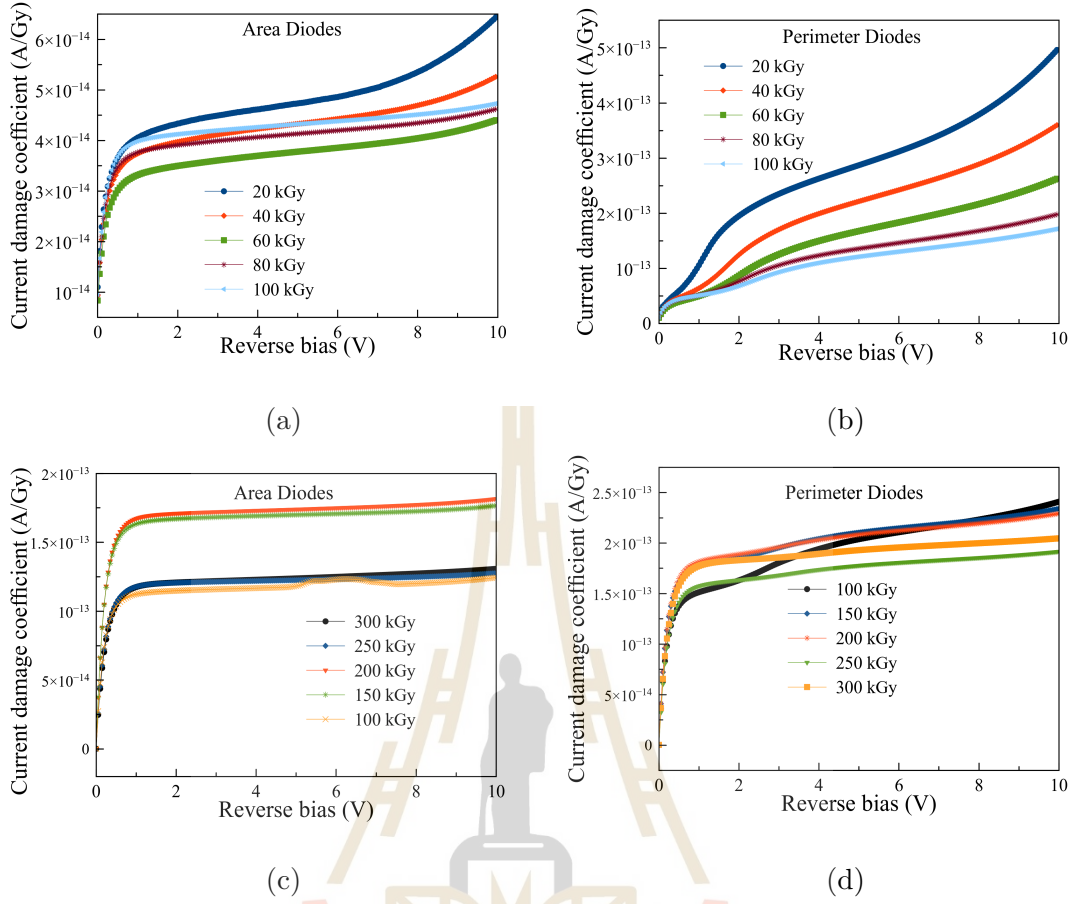 Area Diodes
Current damage coefficient (A/Gy)
6×10⁻¹⁴
5×10⁻¹⁴
4×10⁻¹⁴
3×10⁻¹⁴
2×10⁻¹⁴
10⁻¹⁴
20 kGy
40 kGy
60 kGy
80 kGy
100 kGy
0 2 4 6 8 10
Reverse bias (V)
(a)
Perimeter Diodes
Current damage coefficient (A/Gy)
5×10⁻¹³
4×10⁻¹³
3×10⁻¹³
2×10⁻¹³
10⁻¹³
0
20 kGy
40 kGy
60 kGy
80 kGy
100 kGy
0 2 4 6 8 10
Reverse bias (V)
(b)
Area Diodes
Current damage coefficient (A/Gy)
2×10⁻¹³
1.5×10⁻¹³
10⁻¹³
5×10⁻¹⁴
0
300 kGy
250 kGy
200 kGy
150 kGy
100 kGy
0 2 4 6 8 10
Reverse bias (V)
(c)
Perimeter Diodes
Current damage coefficient (A/Gy)
2.5×10⁻¹³
2×10⁻¹³
1.5×10⁻¹³
10⁻¹³
5×10⁻¹⁴
0
100 kGy
150 kGy
200 kGy
250 kGy
300 kGy
0 2 4 6 8 10
Reverse bias (V)
(d)